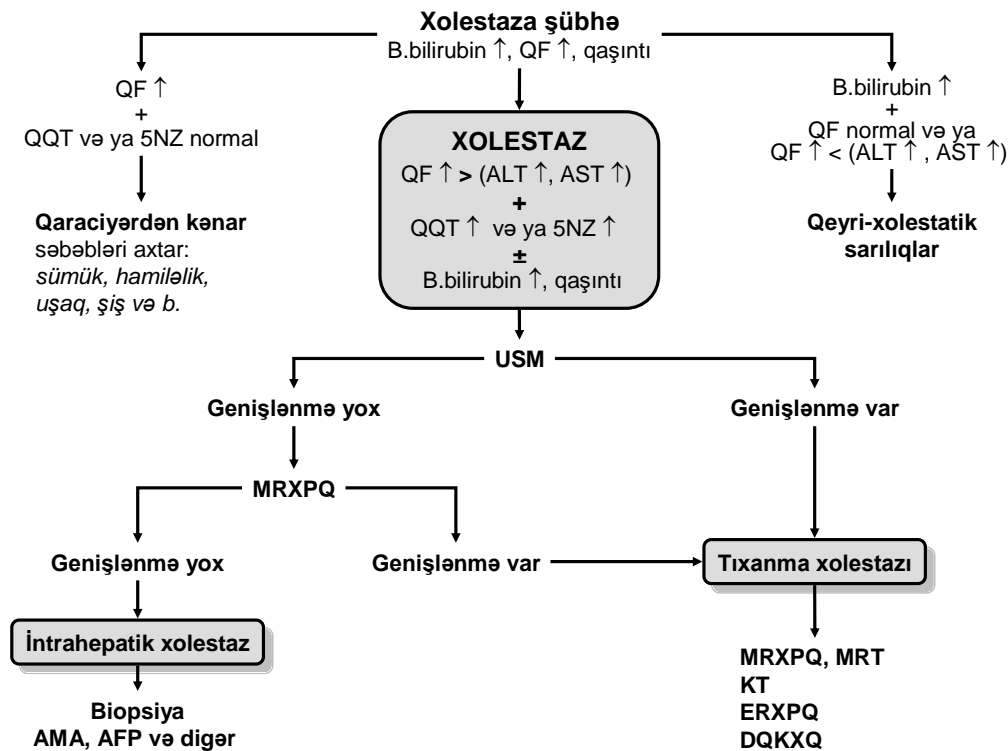 Xolestaza şübhə
B.bilirubin ↑, QF ↑, qaşıntı
QF ↑
+
QQT və ya 5NZ normal
Qaraciyərdən kənar
səbəbləri axtar:
sümük, hamiləlik,
uşaq, şiş və b.
XOLESTAZ
QF ↑ > (ALT ↑, AST ↑)
+
QQT ↑ və ya 5NZ ↑
±
B.bilirubin ↑, qaşıntı
B.bilirubin ↑
+
QF normal və ya
QF ↑ < (ALT ↑ , AST ↑)
Qeyri-xolestatik
sarılıqlar
USM
Genişlənmə yox
Genişlənmə var
MRXPQ
Genişlənmə yox
Genişlənmə var
Tıxanma xolestazı
İntrahepatik xolestaz
Biopsiya
AMA, AFP və digər
MRXPQ, MRT
KT
ERXPQ
DQKXQ